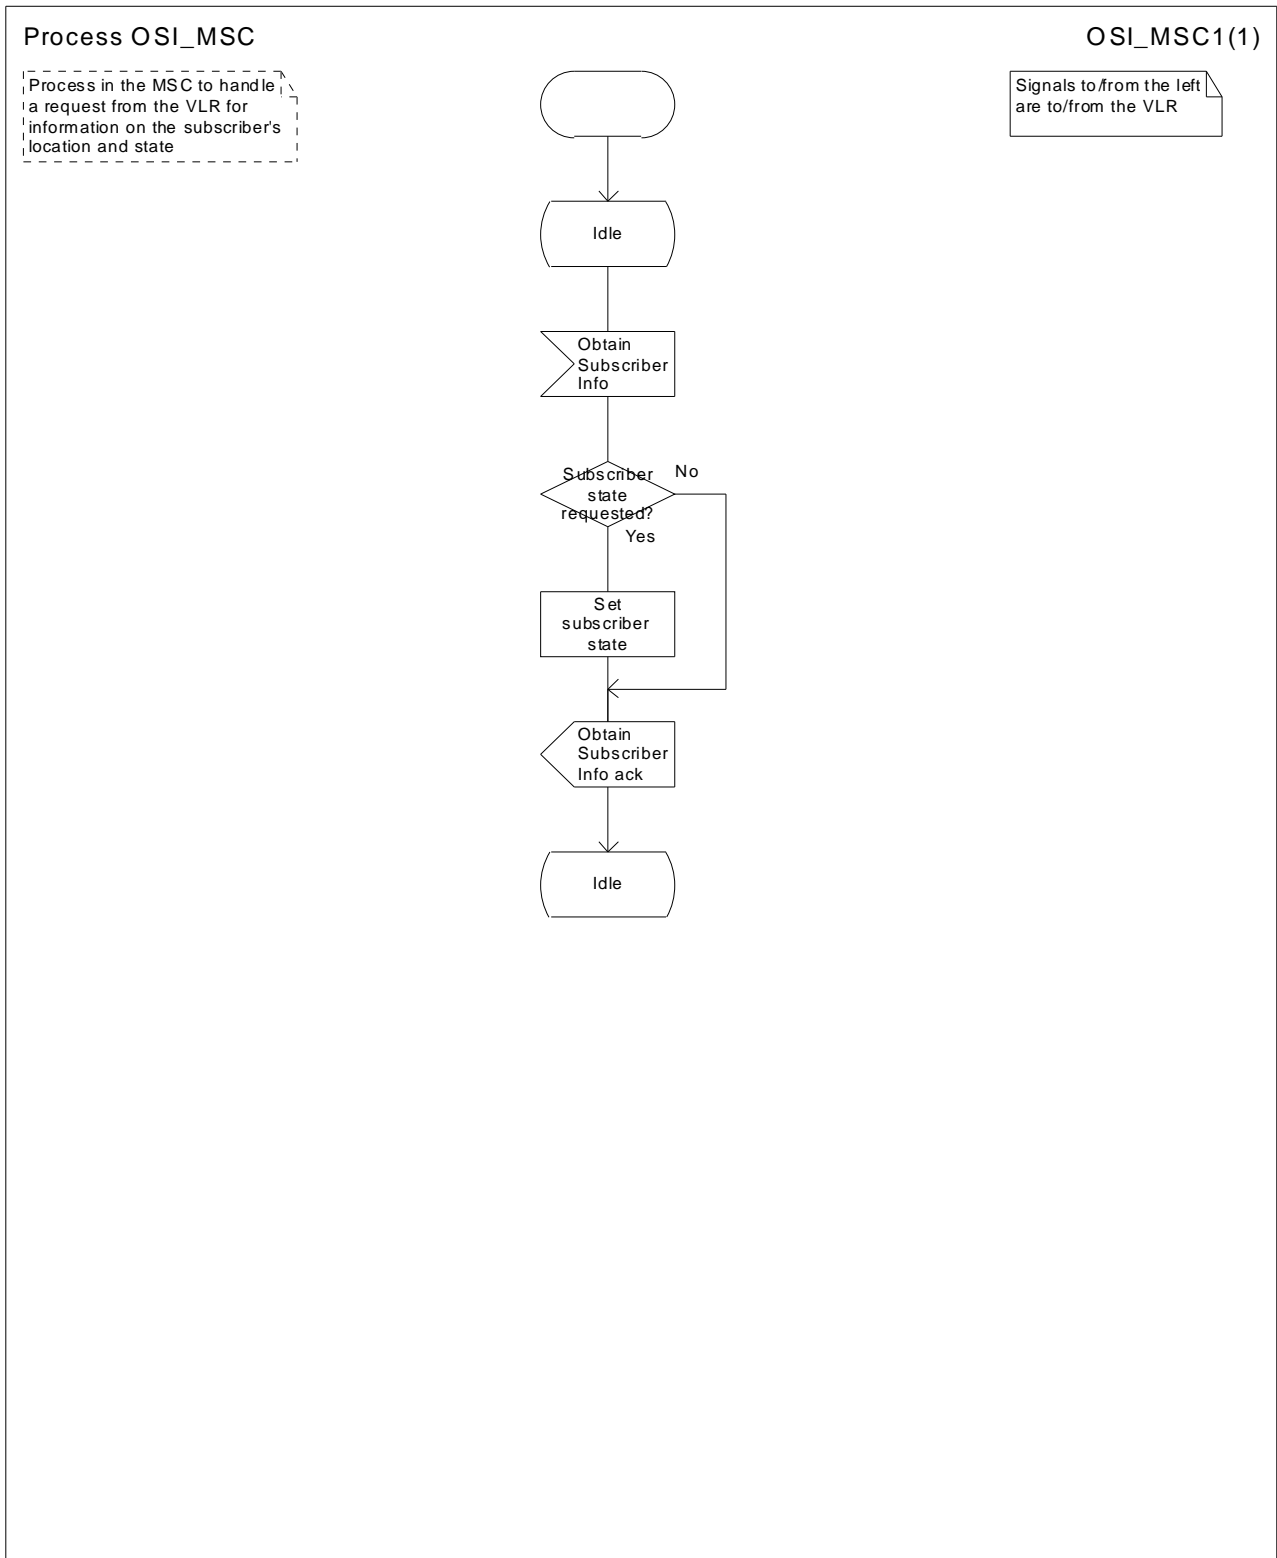 Process OSI_MSC
OSI_MSC1(1)
Process in the MSC to handle
a request from the VLR for
information on the subscriber's
location and state
Signals to/from the left
are to/from the VLR
Idle
Obtain
Subscriber
Info
Subscriber
state
requested?
No
Yes
Set
subscriber
state
Obtain
Subscriber
Info ack
Idle